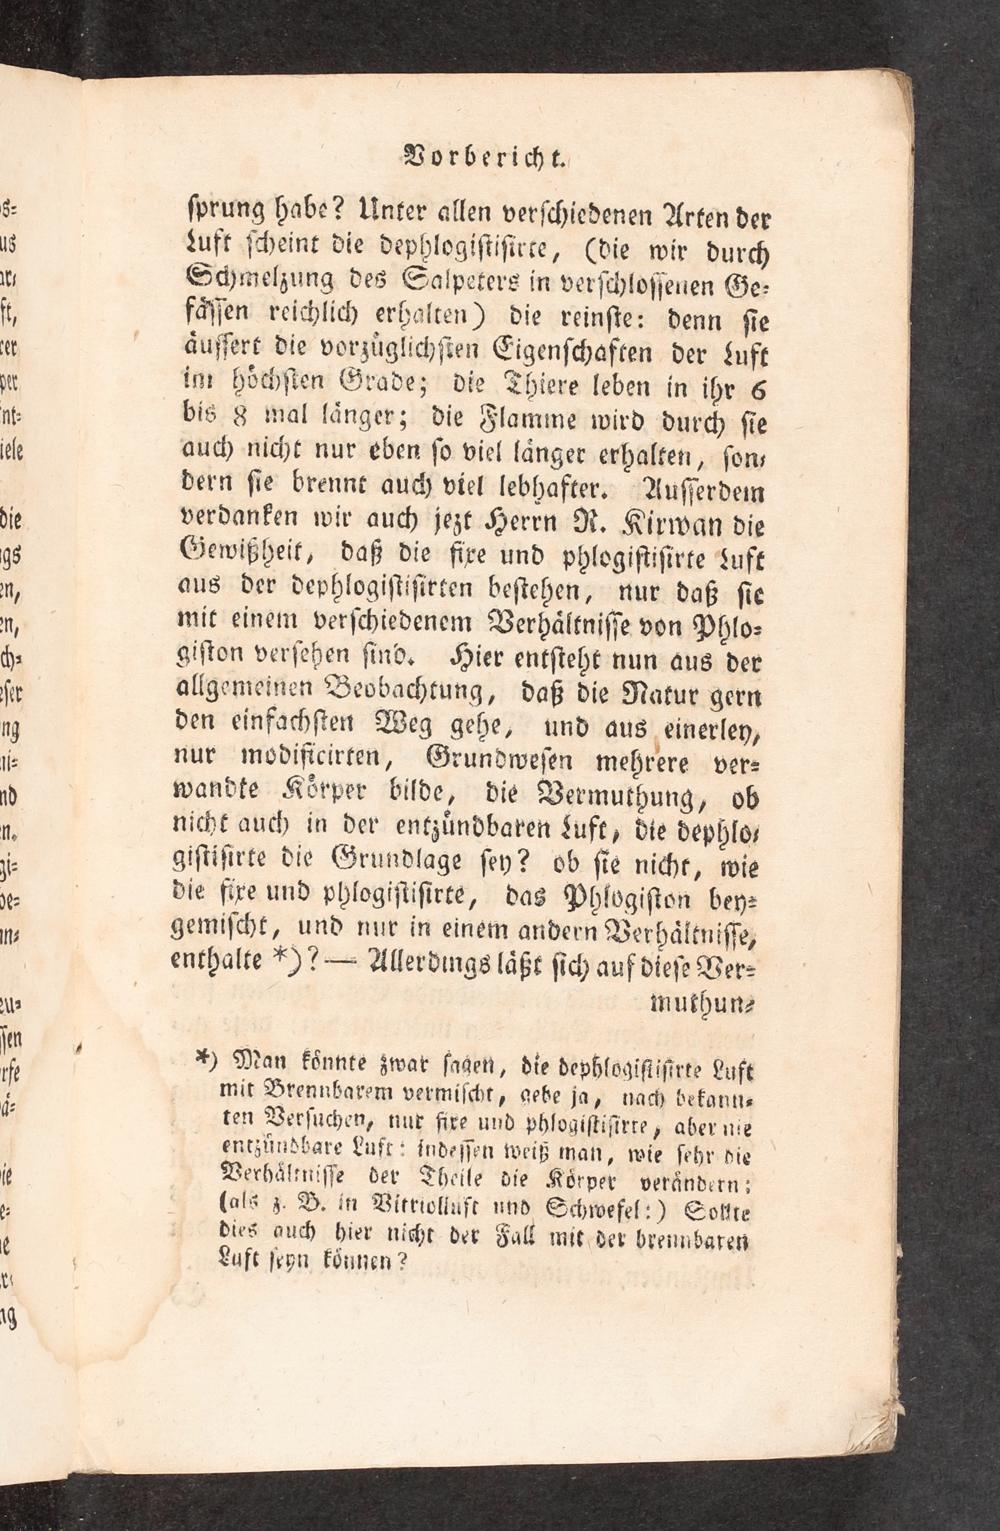 Vorbericht.
sprung habe? Unter allen verschiedenen Arten der
Luft scheint die dephlogistisirte, (die wir durch
Schmelzung des Salpeters in verschlossenen Ge-
fässen reichlich erhalten) die reinste: denn sie
äussert die vorzüglichsten Eigenschaften der Luft
im höchsten Grade; die Thiere leben in ihr 6
bis 8 mal länger; die Flamme wird durch sie
auch nicht nur eben so viel länger erhalten, son-
dern sie brennt auch viel lebhafter. Ausserdem
verdanken wir auch jezt Herrn R. Kirwan die
Gewißheit, daß die fixe und phlogistisirte Luft
aus der dephlogistisirten bestehen, nur daß sie
mit einem verschiedenem Verhältnisse von Phlo-
giston versehen sind. Hier entsteht nun aus der
allgemeinen Beobachtung, daß die Natur gern
den einfachsten Weg gehe, und aus einerley,
nur modificirten, Grundwesen mehrere ver-
wandte Körper bilde, die Vermuthung, ob
nicht auch in der entzündbaren Luft, die dephlo-
gistisirte die Grundlage sey? ob sie nicht, wie
die fixe und phlogistisirte, das Phlogiston bey-
gemischt, und nur in einem andern Verhältnisse,
enthalte *)? — Allerdings läßt sich auf diese Ver-
muthun-
*) Man könnte zwar sagen, die dephlogistisirte Luft
mit Brennbarem vermischt, gebe ja, nach bekann-
ten Versuchen, nur fixe und phlogistisirte, aber nie
entzündbare Luft: indessen weiß man, wie sehr die
Verhältnisse der Theile die Körper verändern:
(als z. B. in Vitriolluft und Schwefel:) Sollte
dies auch hier nicht der Fall mit der brennbaren
Luft seyn können?